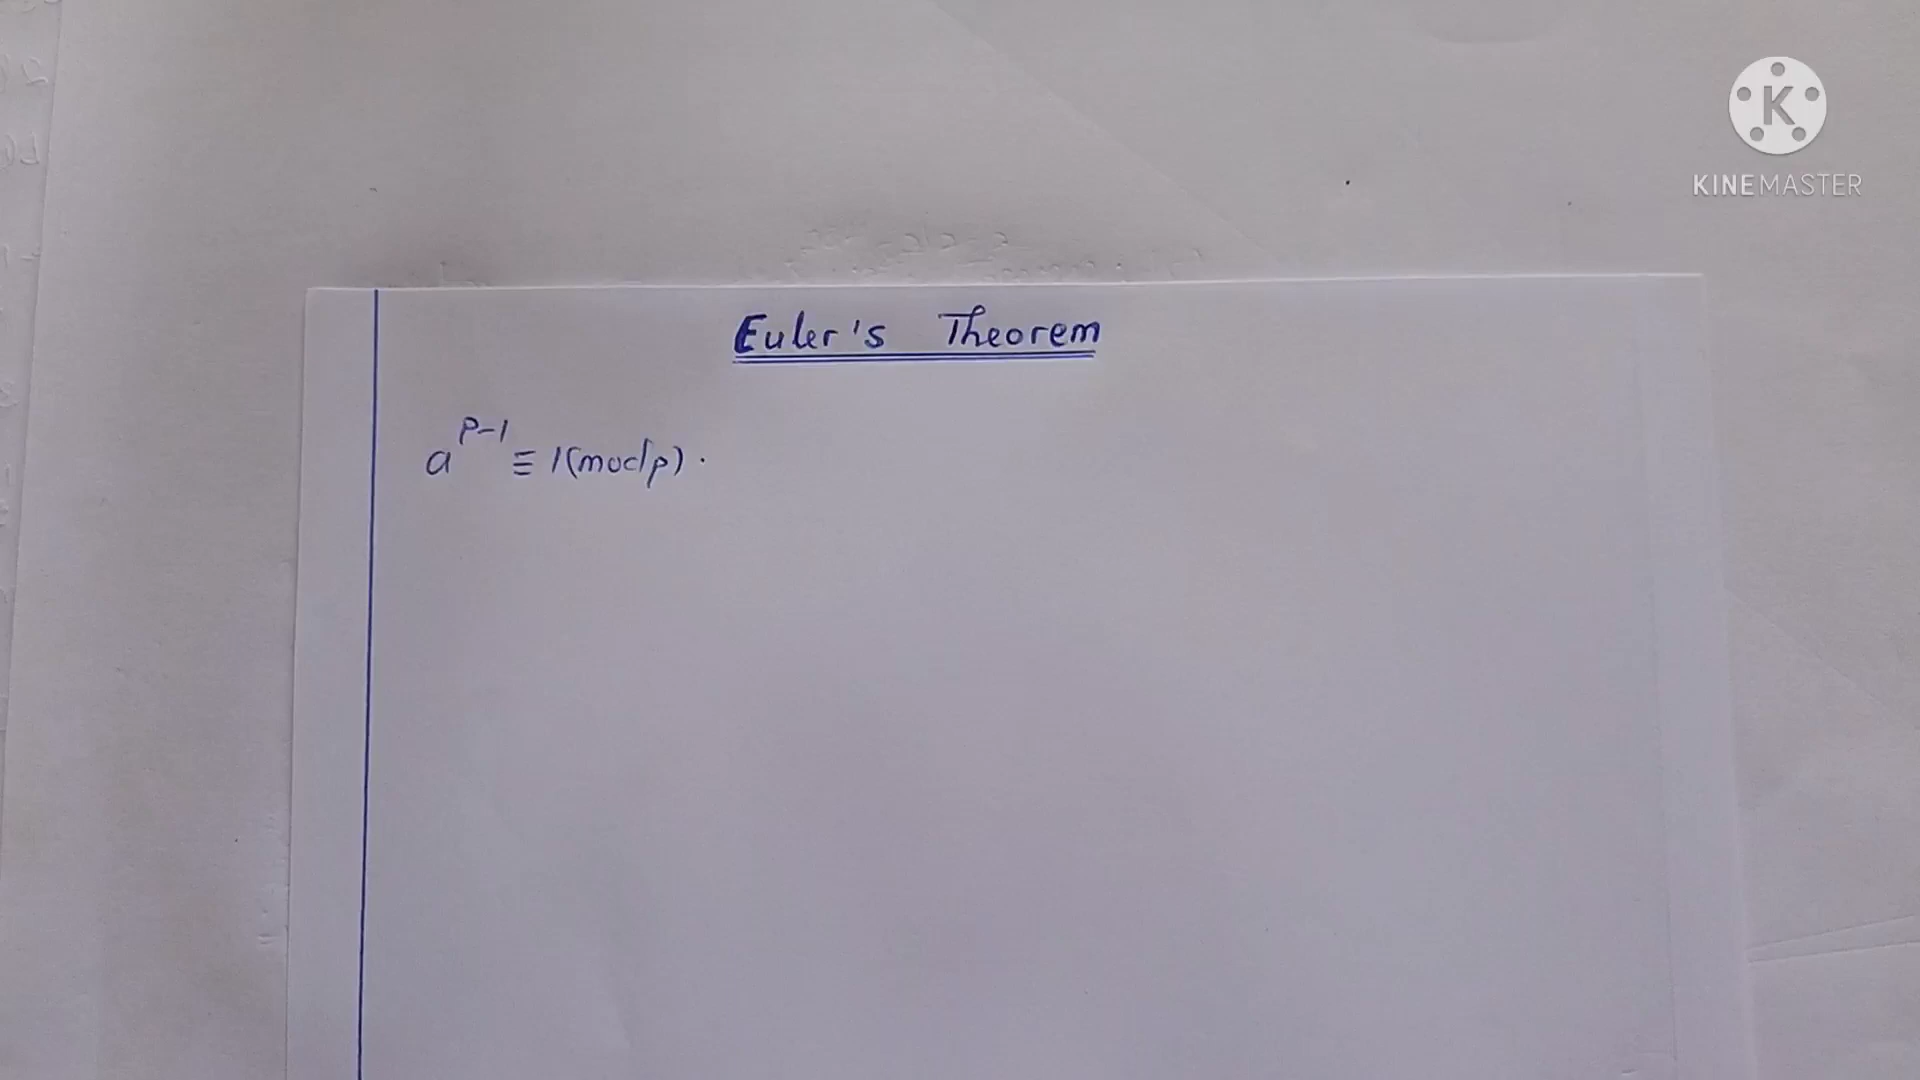 K
KINEMASTER
Euler's Theorem
a^{p-1} ≡ 1(mod p).